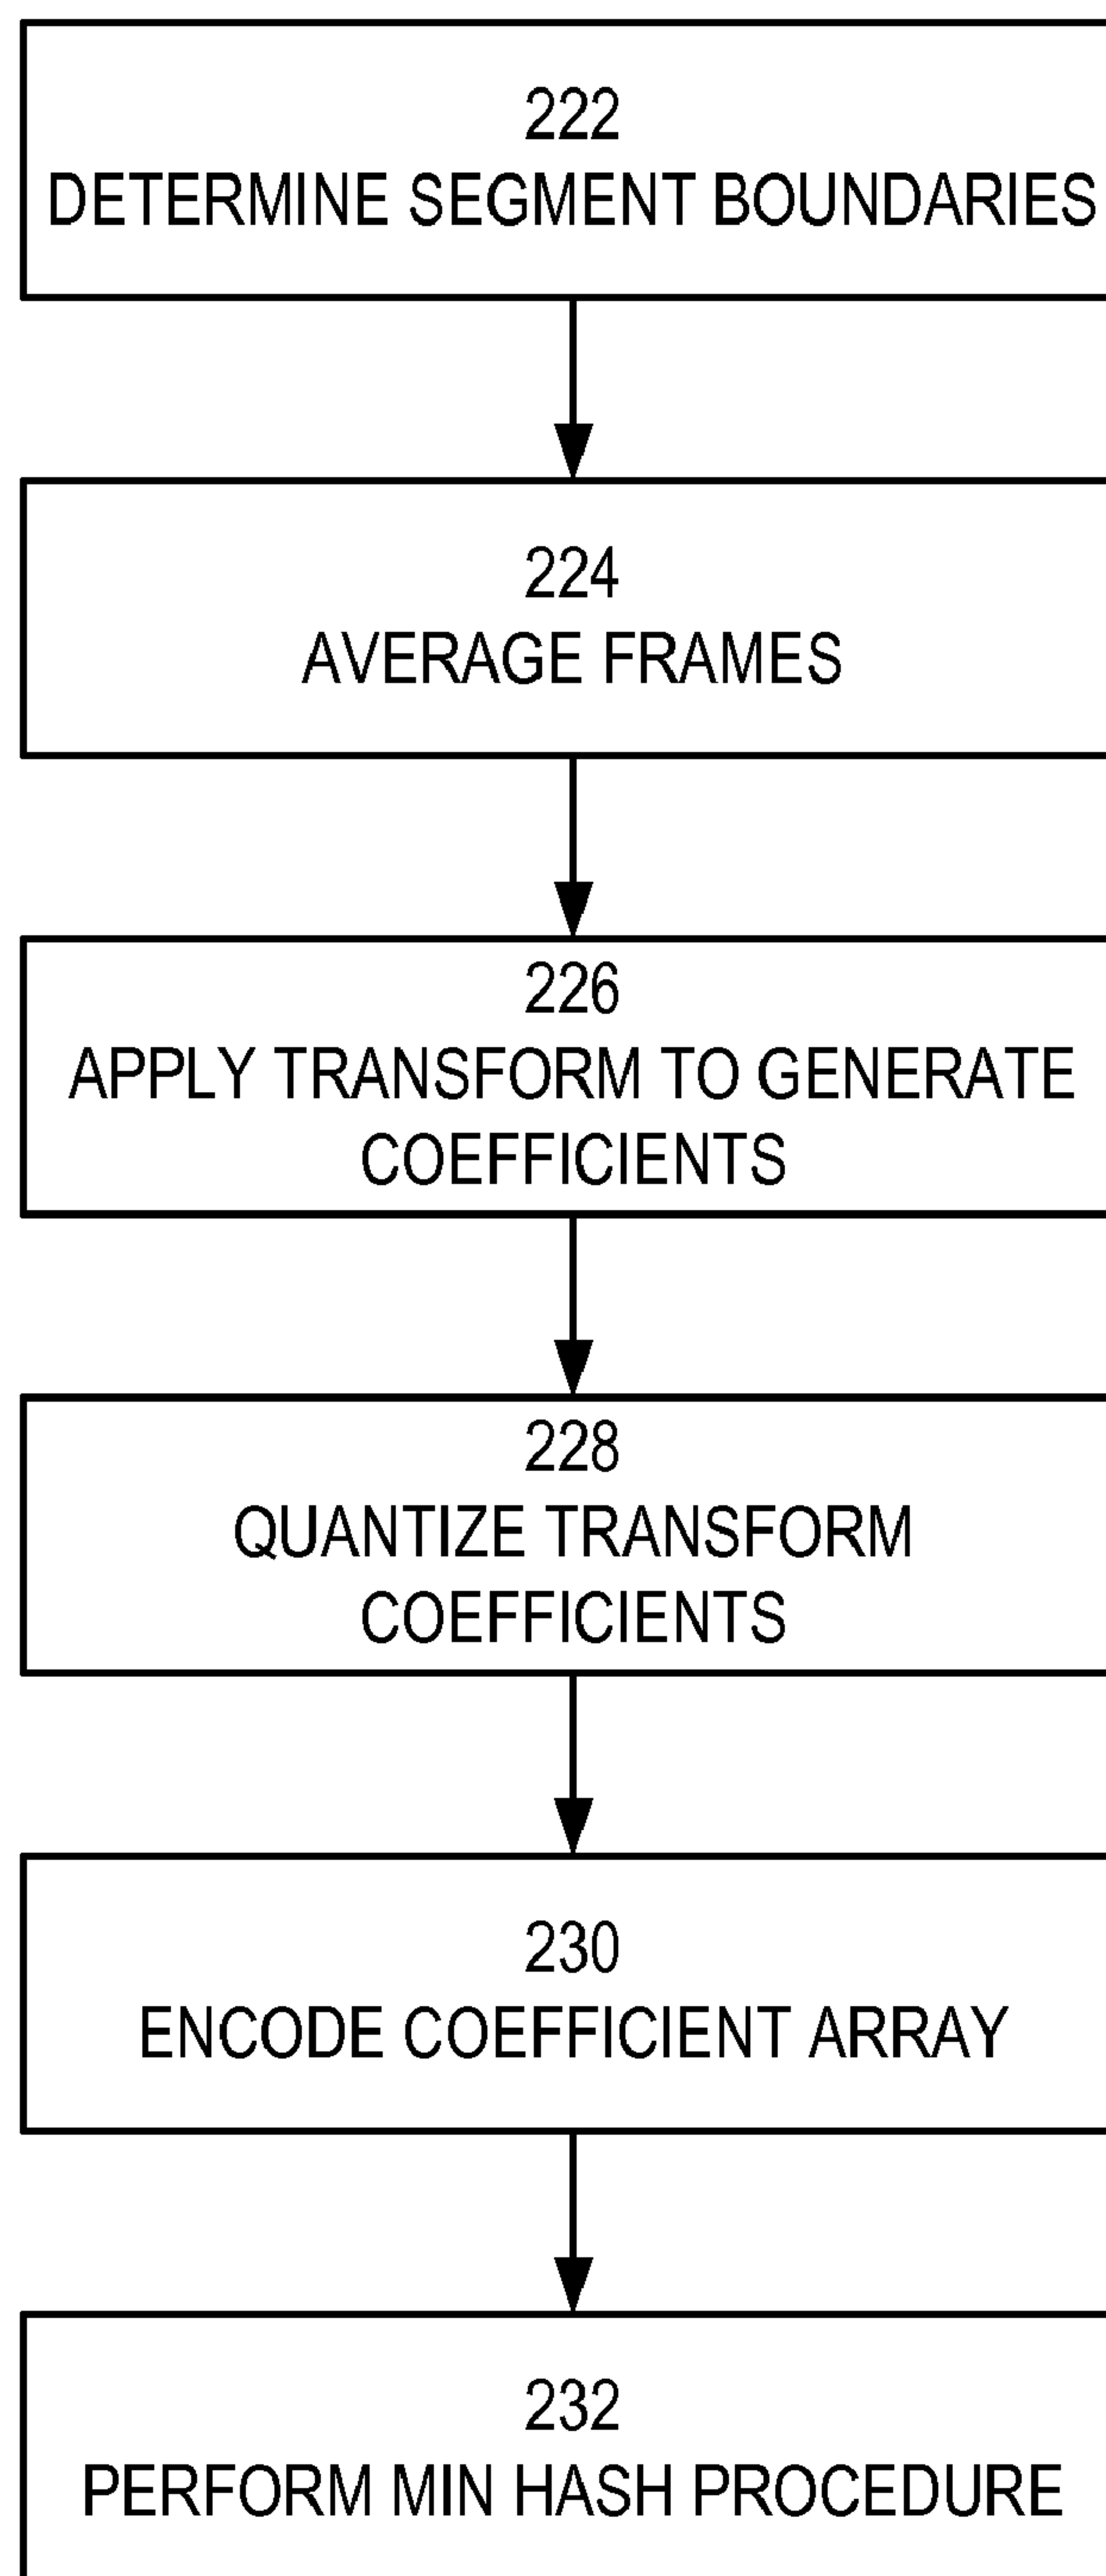 222
DETERMINE SEGMENT BOUNDARIES
224
AVERAGE FRAMES
226
APPLY TRANSFORM TO GENERATE
COEFFICIENTS
228
QUANTIZE TRANSFORM
COEFFICIENTS
230
ENCODE COEFFICIENT ARRAY
232
PERFORM MIN HASH PROCEDURE